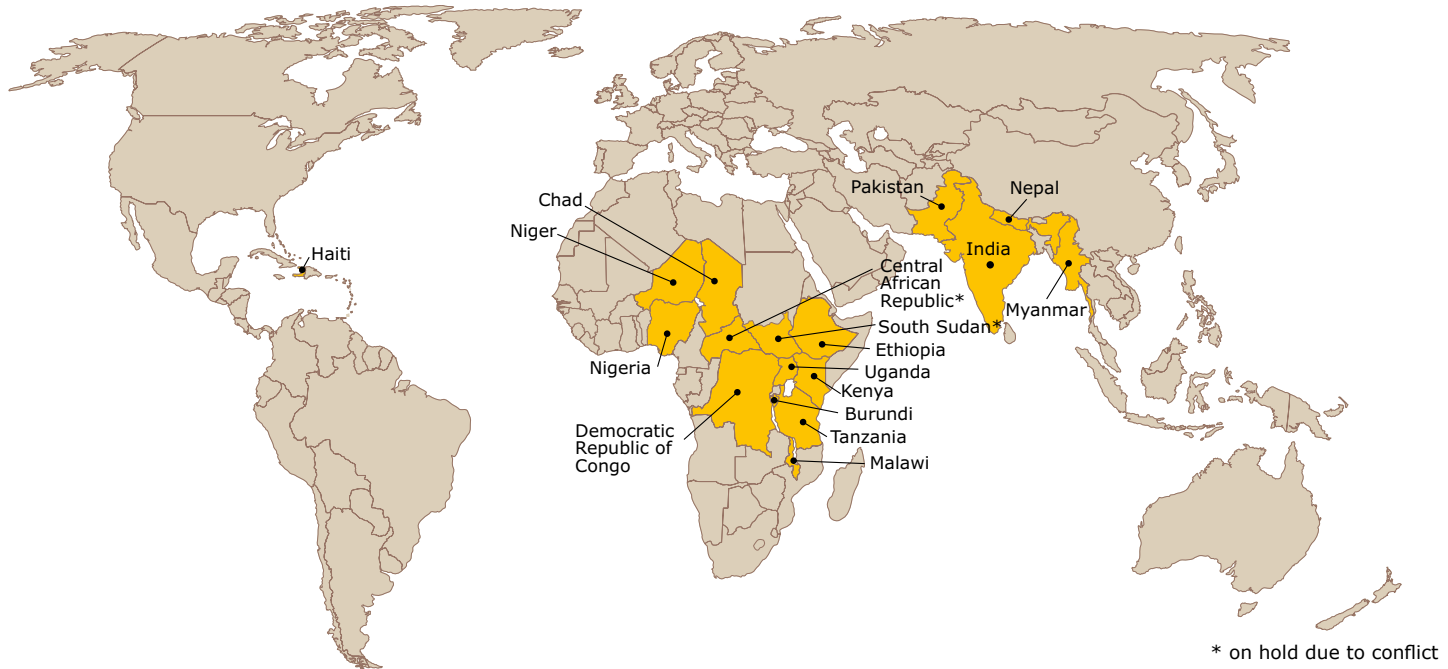 Pakistan
Nepal
Chad
Niger
Haiti
India
Central
African
Republic*
Myanmar
South Sudan*
Ethiopia
Nigeria
Uganda
Kenya
Burundi
Democratic
Republic of
Congo
Tanzania
Malawi
* on hold due to conflict